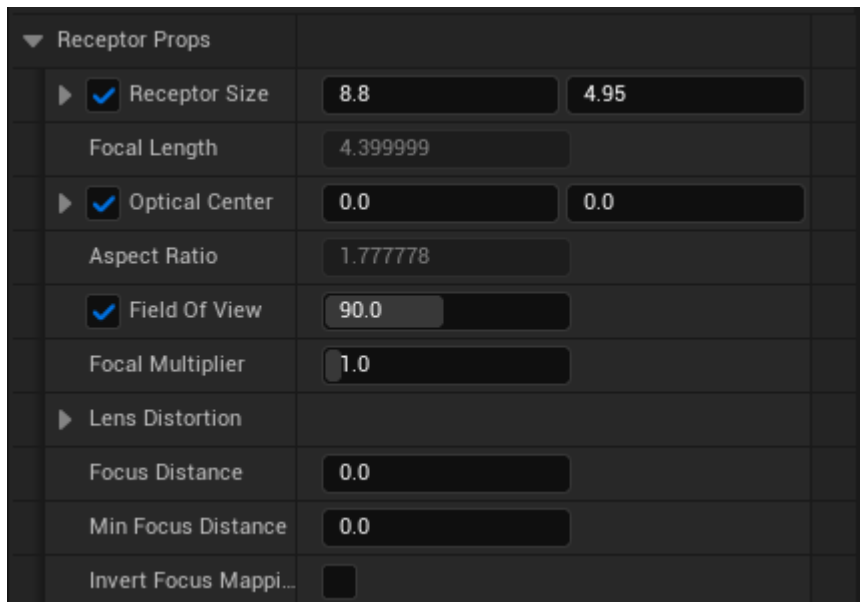 Receptor Props
Receptor Size 8.8 4.95
Focal Length 4.399999
Optical Center 0.0 0.0
Aspect Ratio 1.777778
Field Of View 90.0
Focal Multiplier 1.0
Lens Distortion
Focus Distance 0.0
Min Focus Distance 0.0
Invert Focus Mappi...